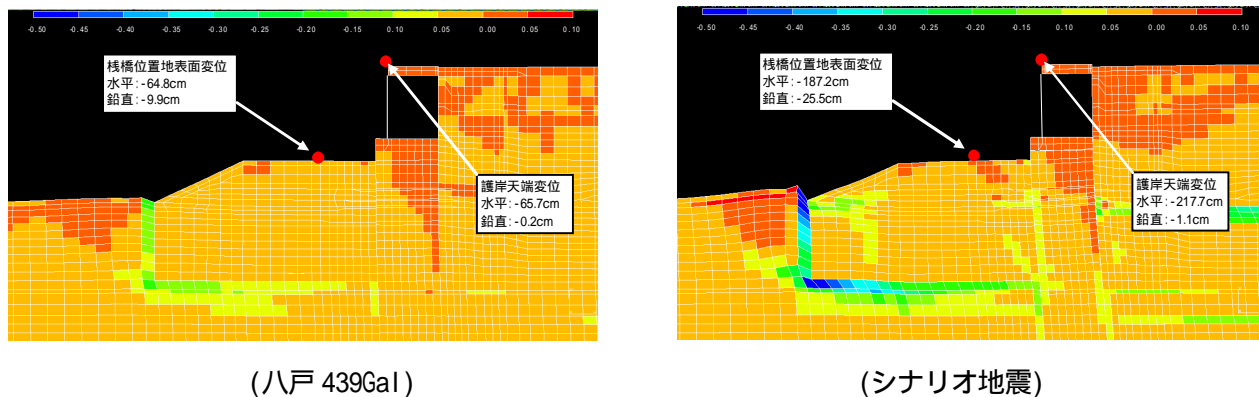 -0.50 -0.45 -0.40 -0.35 -0.30 -0.25 -0.20 -0.15 0.10 -0.05 0.00 0.05 0.10
桟橋位置地表面変位
水平:-64.8cm
鉛直:-9.9cm
護岸天端変位
水平:-65.7cm
鉛直:-0.2cm
(八戸 439Gal)
-0.50 -0.45 -0.40 -0.35 -0.30 -0.25 -0.20 -0.15 0.10 -0.05 0.00 0.05 0.10
桟橋位置地表面変位
水平:-187.2cm
鉛直:-25.5cm
護岸天端変位
水平:-217.7cm
鉛直:-1.1cm
(シナリオ地震)